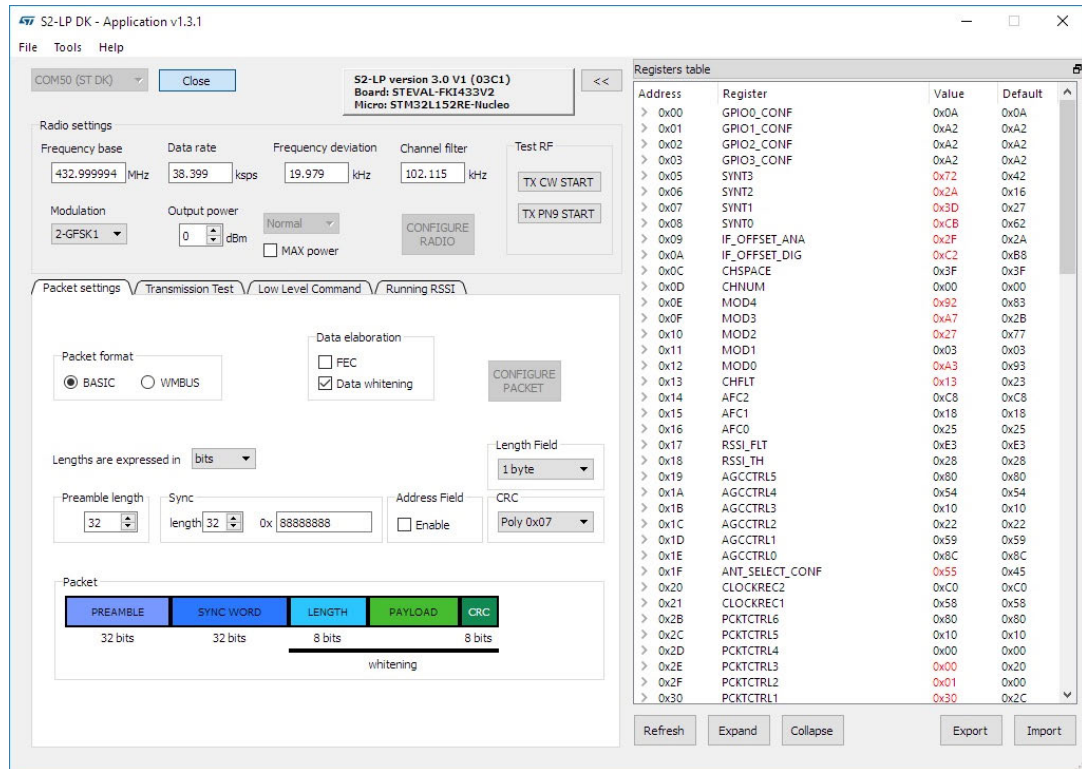 S2-LP DK - Application v1.3.1
File Tools Help
COM50 (ST DK)
Close
S2-LP version 3.0 V1 (03C1)
Board: STEVAL-FKI433V2
Micro: STM32L152RE-Nucleo
<<
Radio settings
Frequency base Data rate Frequency deviation Channel filter
432.999994 MHz 38.399 ksps 19.979 kHz 102.115 kHz
Modulation Output power
2-GFSK1 0 dBm Normal
MAX power
CONFIGURE
RADIO
Test RF
TX CW START
TX PN9 START
Packet settings Transmission Test Low Level Command Running RSSI
Packet format
BASIC WMBUS
Data elaboration
FEC
Data whitening
CONFIGURE
PACKET
Lengths are expressed in bits
Length Field
1 byte
Preamble length
32
Sync
length 32 0x 88888888
Address Field
Enable
CRC
Poly 0x07
Packet
PREAMBLE SYNC WORD LENGTH PAYLOAD CRC
32 bits 32 bits 8 bits 8 bits
whitening
Registers table
Address Register Value Default
0x00 GPIO0_CONF 0x0A 0x0A
0x01 GPIO1_CONF 0xA2 0xA2
0x02 GPIO2_CONF 0xA2 0xA2
0x03 GPIO3_CONF 0xA2 0xA2
0x05 SYNT3 0x72 0x42
0x06 SYNT2 0x2A 0x16
0x07 SYNT1 0x3D 0x27
0x08 SYNT0 0xCB 0x62
0x09 IF_OFFSET_ANA 0x2F 0x2A
0x0A IF_OFFSET_DIG 0xC2 0xB8
0x0C CHSPACE 0x3F 0x3F
0x0D CHNUM 0x00 0x00
0x0E MOD4 0x92 0x83
0x0F MOD3 0xA7 0x2B
0x10 MOD2 0x27 0x77
0x11 MOD1 0x03 0x03
0x12 MOD0 0xA3 0x93
0x13 CHFLT 0x13 0x23
0x14 AFC2 0xC8 0xC8
0x15 AFC1 0x18 0x18
0x16 AFC0 0x25 0x25
0x17 RSSI_FLT 0xE3 0xE3
0x18 RSSI_TH 0x28 0x28
0x19 AGCCTRL5 0x80 0x80
0x1A AGCCTRL4 0x54 0x54
0x1B AGCCTRL3 0x10 0x10
0x1C AGCCTRL2 0x22 0x22
0x1D AGCCTRL1 0x59 0x59
0x1E AGCCTRL0 0x8C 0x8C
0x1F ANT_SELECT_CONF 0x55 0x45
0x20 CLOCKREC2 0xC0 0xC0
0x21 CLOCKREC1 0x58 0x58
0x2B PCKTCTRL6 0x80 0x80
0x2C PCKTCTRL5 0x10 0x10
0x2D PCKTCTRL4 0x00 0x00
0x2E PCKTCTRL3 0x00 0x20
0x2F PCKTCTRL2 0x01 0x00
0x30 PCKTCTRL1 0x30 0x2C
Refresh Expand Collapse Export Import